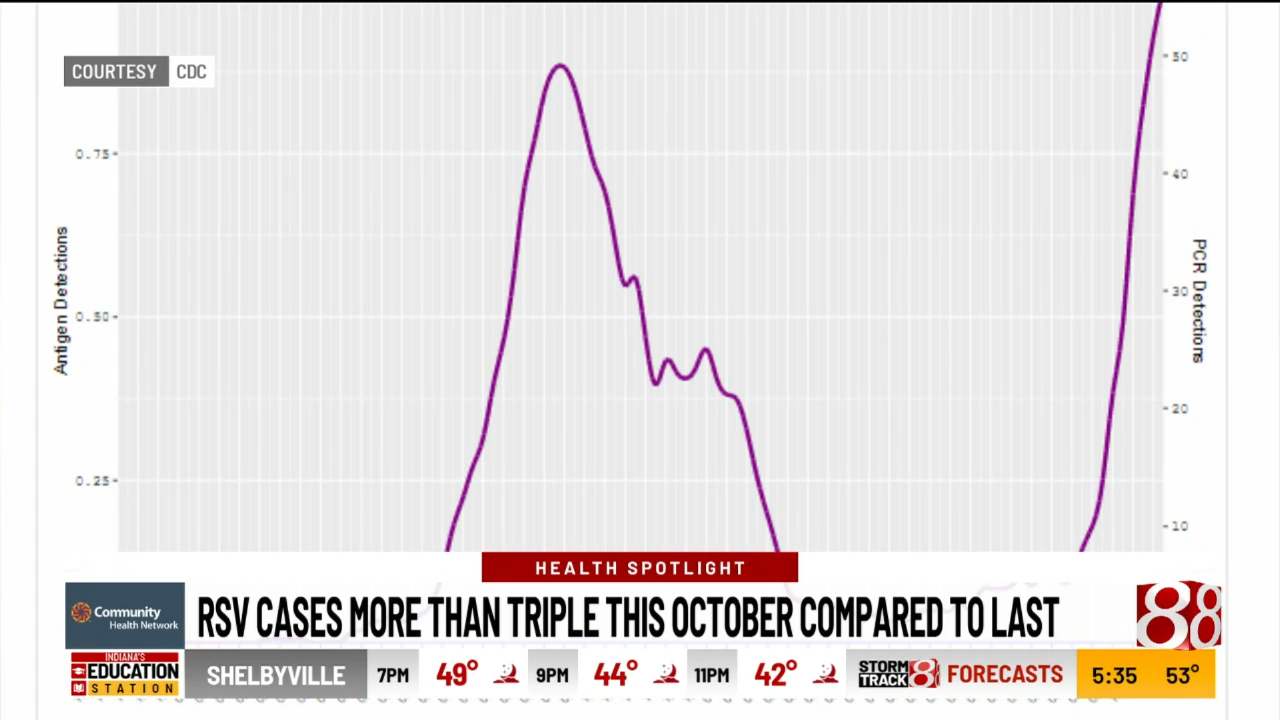 COURTESY CDC
50
0.75
40
Antigen Detections
PCR Detections
30
0.50
20
0.25
10
HEALTH SPOTLIGHT
Community
Health Network
RSV CASES MORE THAN TRIPLE THIS OCTOBER COMPARED TO LAST
88
INDIANA'S
EDUCATION
STATION
SHELBYVILLE 7PM 49° 9PM 44° 11PM 42° STORM TRACK 8 FORECASTS 5:35 53°